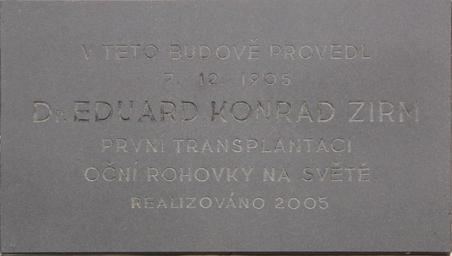 V TÉTO BUDOVĚ PROVEDL
7. 12. 1905
DR. EDUARD KONRAD ZIRM
PRVNÍ TRANSPLANTACI
OČNÍ ROHOVKY NA SVĚTĚ
REALIZOVÁNO 2005